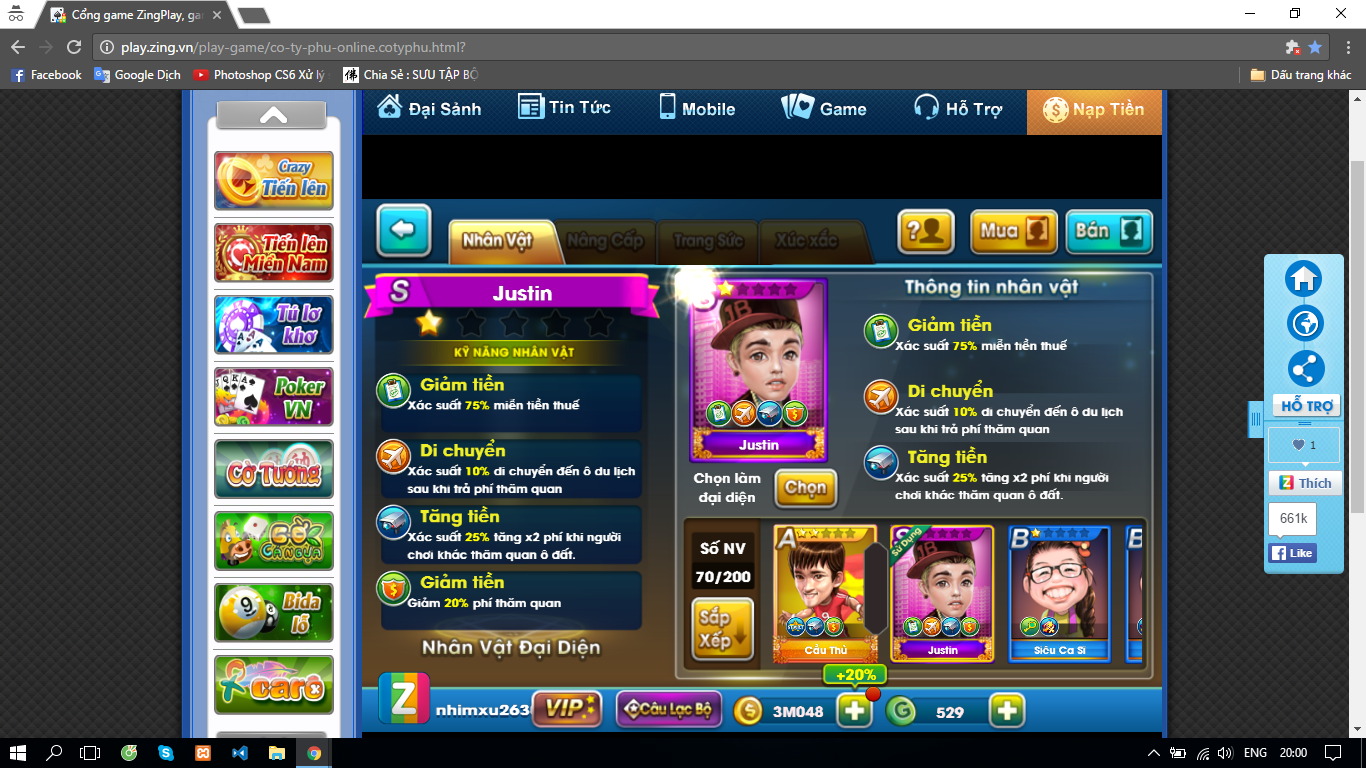 Cổng game ZingPlay, ga
play.zing.vn/play-game/co-ty-phu-online.cotyphu.html?
Facebook
Google Dịch
Photoshop CS6 Xử lý
Chia Sẻ : SƯU TẬP BỘ
Dấu trang khác
Đại Sảnh
Tin Tức
Mobile
Game
Hỗ Trợ
Nạp Tiền
Crazy
Tiến lên
Tiến lên
Miền Nam
Tú lơ
khơ
Poker
VN
Cờ Tướng
CỜ
CÁ NGỰA
Bida
lỗ
Caro
Nhân Vật
Nâng Cấp
Trang Sức
Xúc xắc
Mua
Bán
S
Justin
KỸ NĂNG NHÂN VẬT
Giảm tiền
Xác suất 75% miễn tiền thuế
Di chuyển
Xác suất 10% di chuyển đến ô du lịch
sau khi trả phí thăm quan
Tăng tiền
Xác suất 25% tăng x2 phí khi người
chơi khác thăm quan ô đất.
Giảm tiền
Giảm 20% phí thăm quan
Nhân Vật Đại Diện
Justin
Chọn làm
đại diện
Chọn
Thông tin nhân vật
Giảm tiền
Xác suất 75% miễn tiền thuế
Di chuyển
Xác suất 10% di chuyển đến ô du lịch
sau khi trả phí thăm quan
Tăng tiền
Xác suất 25% tăng x2 phí khi người
chơi khác thăm quan ô đất.
Số NV
70/200
Sắp
Xếp
A
Cầu Thủ
S
Sử Dụng
Justin
B
Siêu Ca Sĩ
B
+20%
nhimxu263
VIP
Câu Lạc Bộ
3M048
529
HỖ TRỢ
1
Thích
661k
Like
ENG
20:00